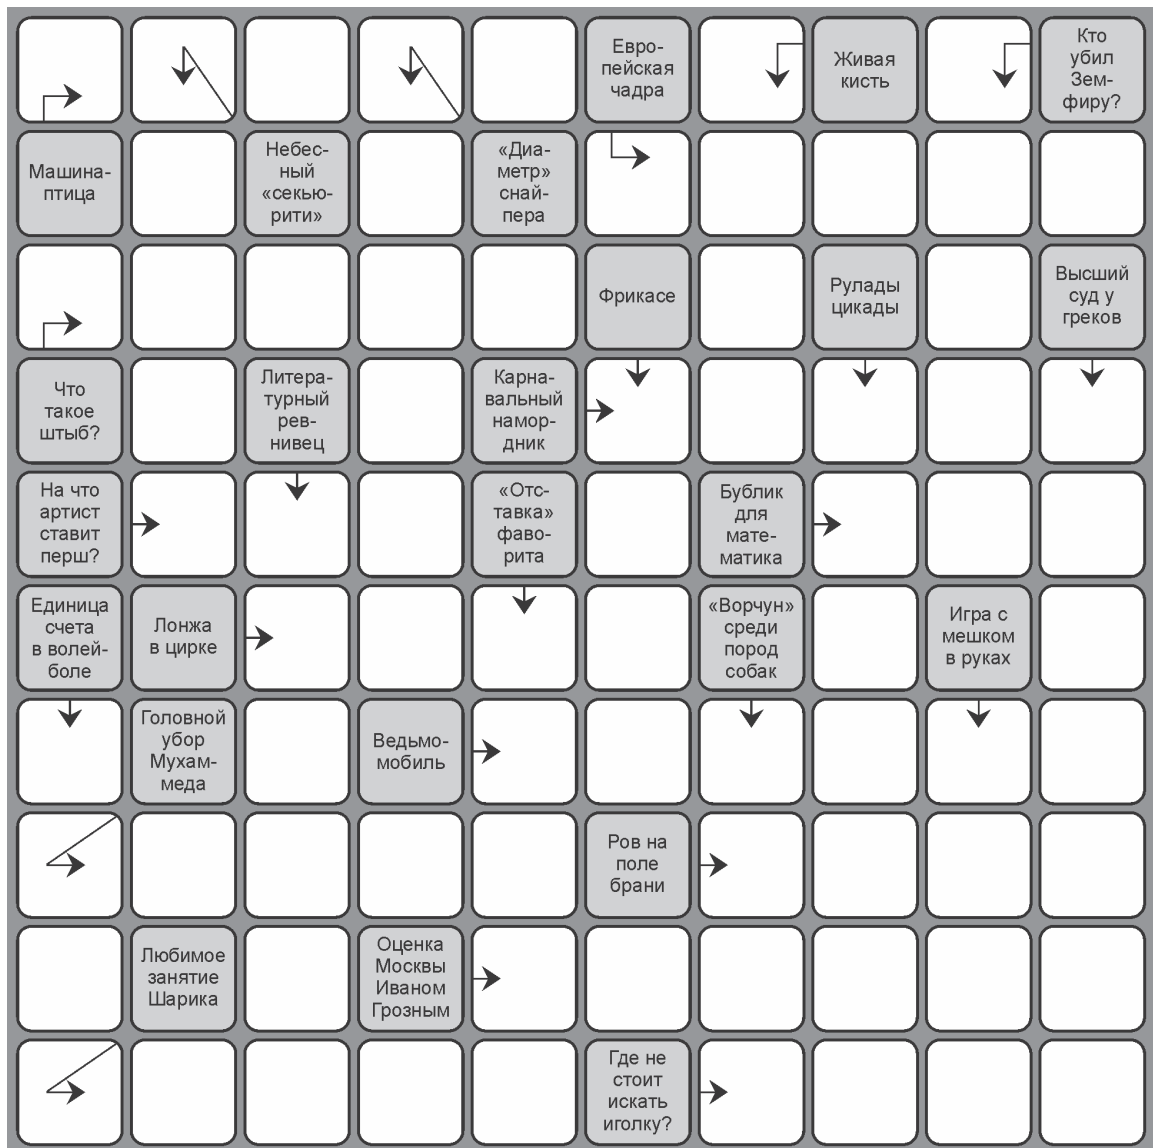 Евро-
пейская
чадра
Живая
кисть
Кто
убил
Зем-
фиру?
Машина-
птица
Небес-
ный
«секью-
рити»
«Диа-
метр»
снай-
пера
Фрикасе
Рулады
цикады
Высший
суд у
греков
Что
такое
штыб?
Литера-
турный
рев-
нивец
Карна-
вальный
намор-
дник
На что
артист
ставит
перш?
«Отс-
тавка»
фаво-
рита
Бублик
для
мате-
матика
Единица
счета
в волей-
боле
Лонжа
в цирке
«Ворчун»
среди
пород
собак
Игра с
мешком
в руках
Головной
убор
Мухам-
меда
Ведьмо-
мобиль
Ров на
поле
брани
Любимое
занятие
Шарика
Оценка
Москвы
Иваном
Грозным
Где не
стоит
искать
иголку?